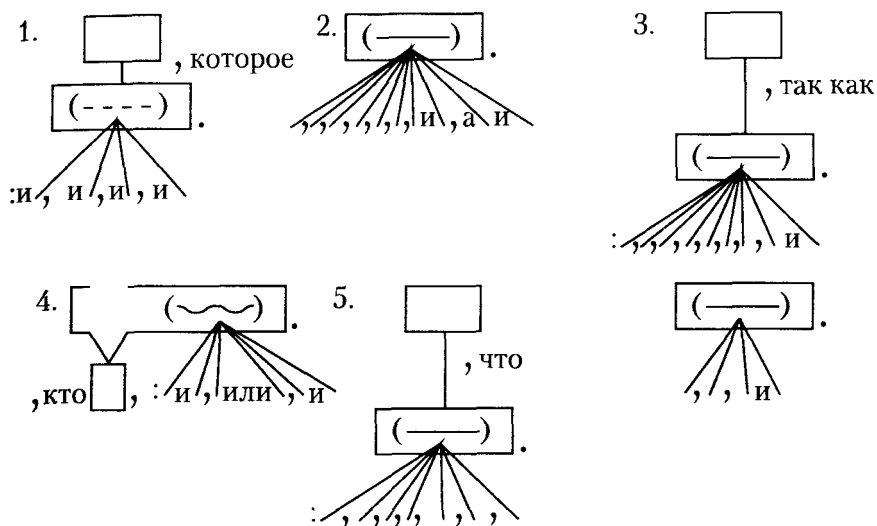 1.
, которое
(- - - -) .
:и, и ,и , и
2.
(———) .
, , , , , , , и , а и
3.
, так как
(———) .
: , , , , , , , , и
4.
(~~~) .
,кто , : и , или , и
5.
, что
(———) .
: , , , , , , ,
(———) .
, , и